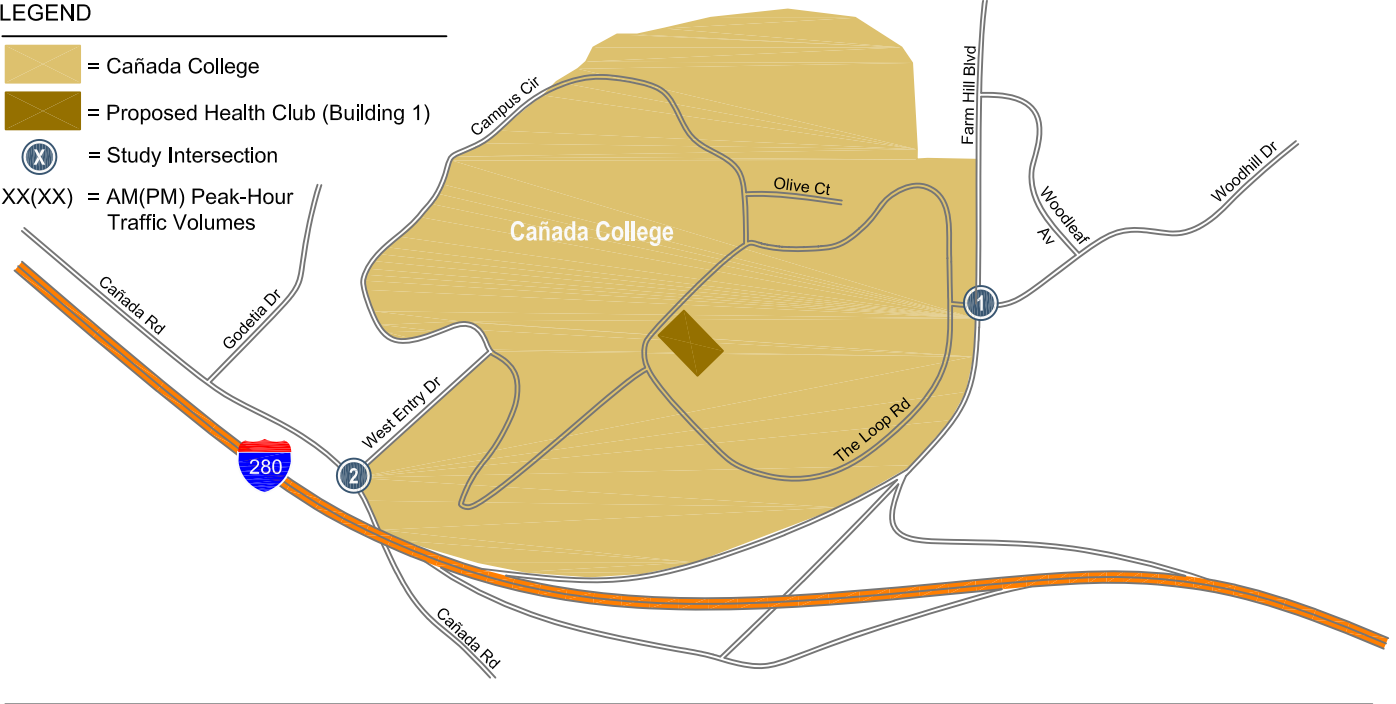 LEGEND
= Cañada College
= Proposed Health Club (Building 1)
X = Study Intersection
XX(XX) = AM(PM) Peak-Hour
Traffic Volumes
Campus Cir
Farm Hill Blvd
Olive Ct
Woodleaf
Av
Woodhill Dr
Cañada College
Cañada Rd
Godetia Dr
1
West Entry Dr
The Loop Rd
280
2
Cañada Rd